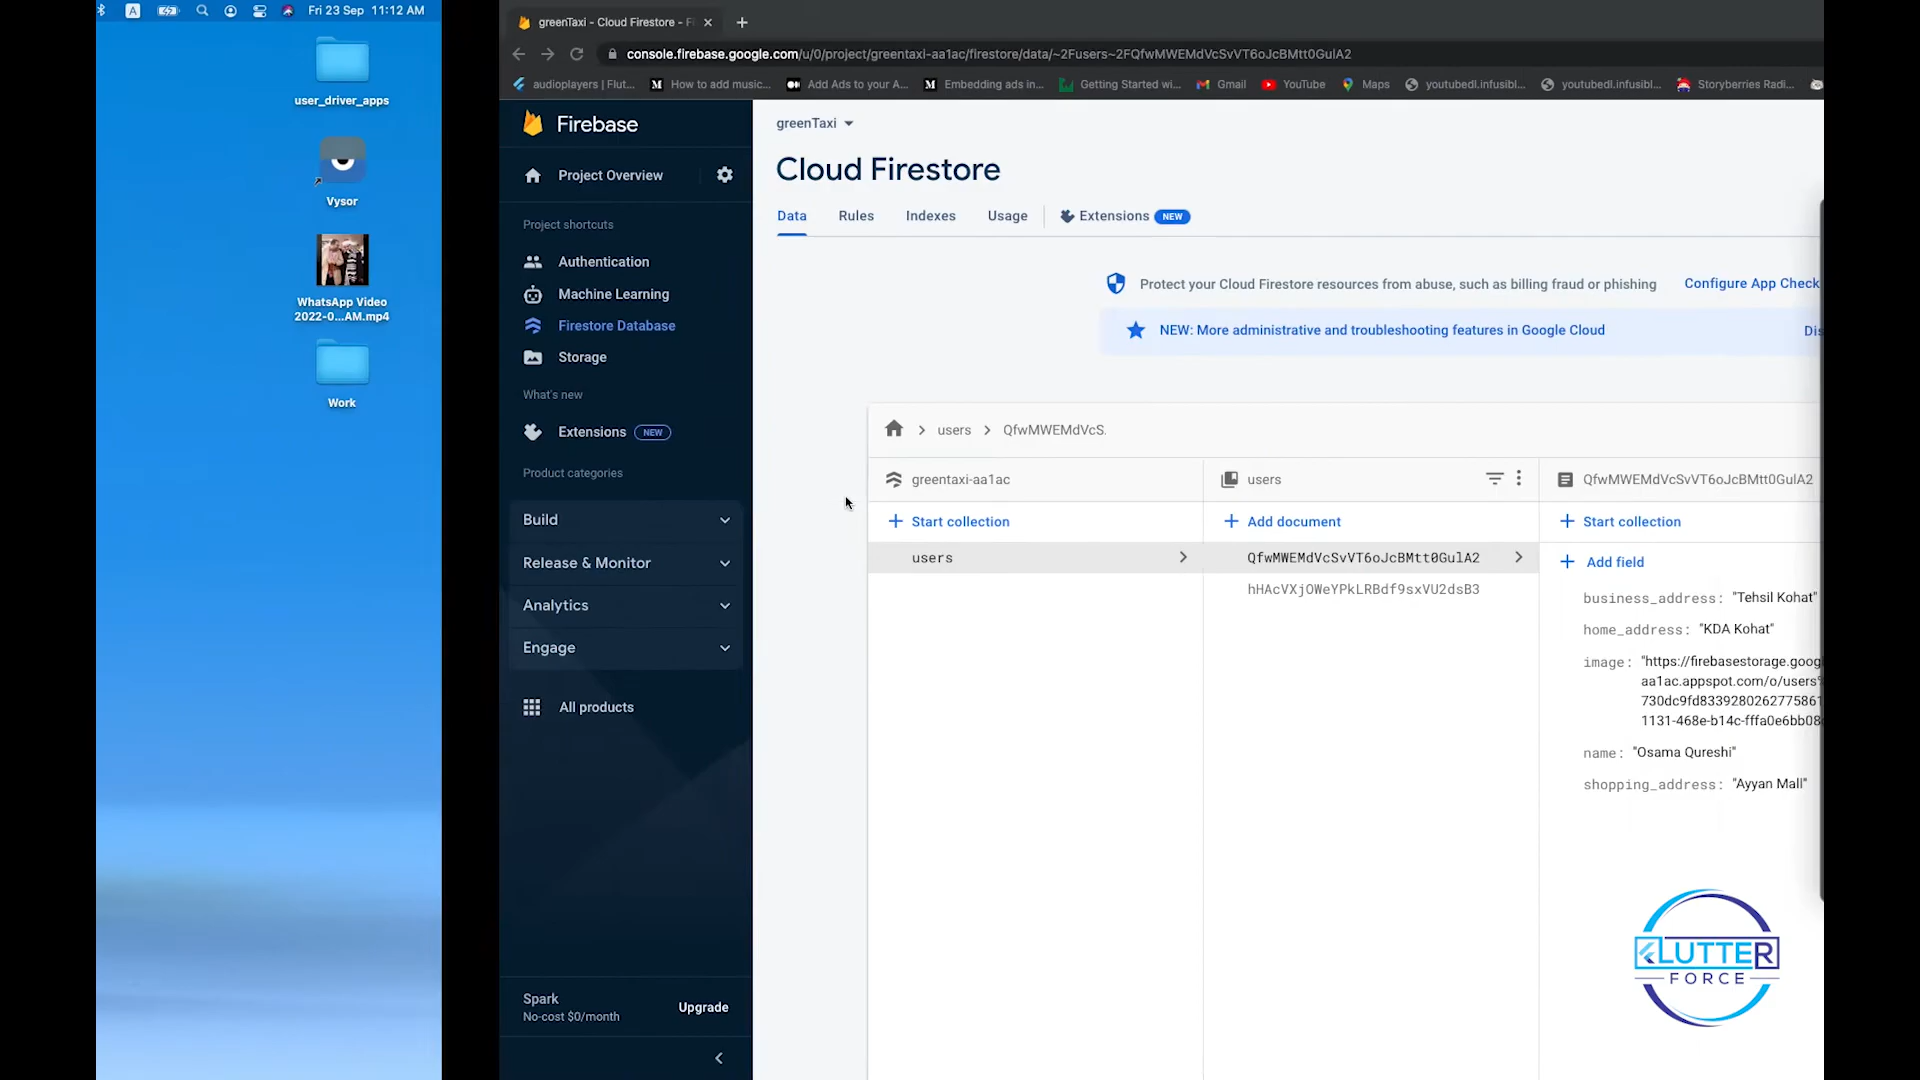 A
Fri 23 Sep 11:12 AM
user_driver_apps
Vysor
WhatsApp Video
2022-0...AM.mp4
Work
greenTaxi - Cloud Firestore - Fi
console.firebase.google.com/u/0/project/greentaxi-aa1ac/firestore/data/~2Fusers~2FQfwMWEMdVcSvVT6oJcBMtt0GulA2
audioplayers | Flut...
How to add music...
Add Ads to your A...
Embedding ads in...
Getting Started wi...
Gmail
YouTube
Maps
youtubedl.infusibl...
youtubedl.infusibl...
Storyberries Radi...
Firebase
Project Overview
Project shortcuts
Authentication
Machine Learning
Firestore Database
Storage
What's new
Extensions NEW
Product categories
Build
Release & Monitor
Analytics
Engage
All products
Spark
No-cost $0/month
Upgrade
greenTaxi
Cloud Firestore
Data Rules Indexes Usage Extensions NEW
Protect your Cloud Firestore resources from abuse, such as billing fraud or phishing Configure App Check
NEW: More administrative and troubleshooting features in Google Cloud Dis
users QfwMWEMdVcS.
greentaxi-aa1ac
Start collection
users
users
Add document
QfwMWEMdVcSvVT6oJcBMtt0GulA2
hHAcVXjOWeYPkLRBdf9sxVU2dsB3
QfwMWEMdVcSvVT6oJcBMtt0GulA2
Start collection
Add field
business_address: "Tehsil Kohat"
home_address: "KDA Kohat"
image: "https://firebasestorage.goog
aa1ac.appspot.com/o/users%
730dc9fd8339280262775861
1131-468e-b14c-fffa0e6bb08
name: "Osama Qureshi"
shopping_address: "Ayyan Mall"
FLUTTER
FORCE